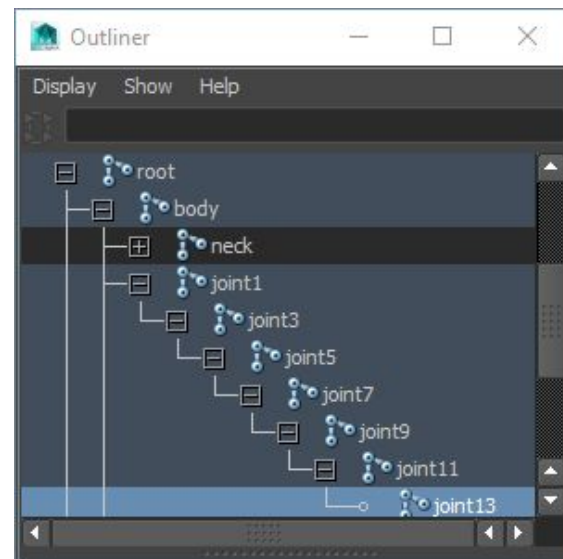 Outliner
Display Show Help
root
body
neck
joint1
joint3
joint5
joint7
joint9
joint11
joint13